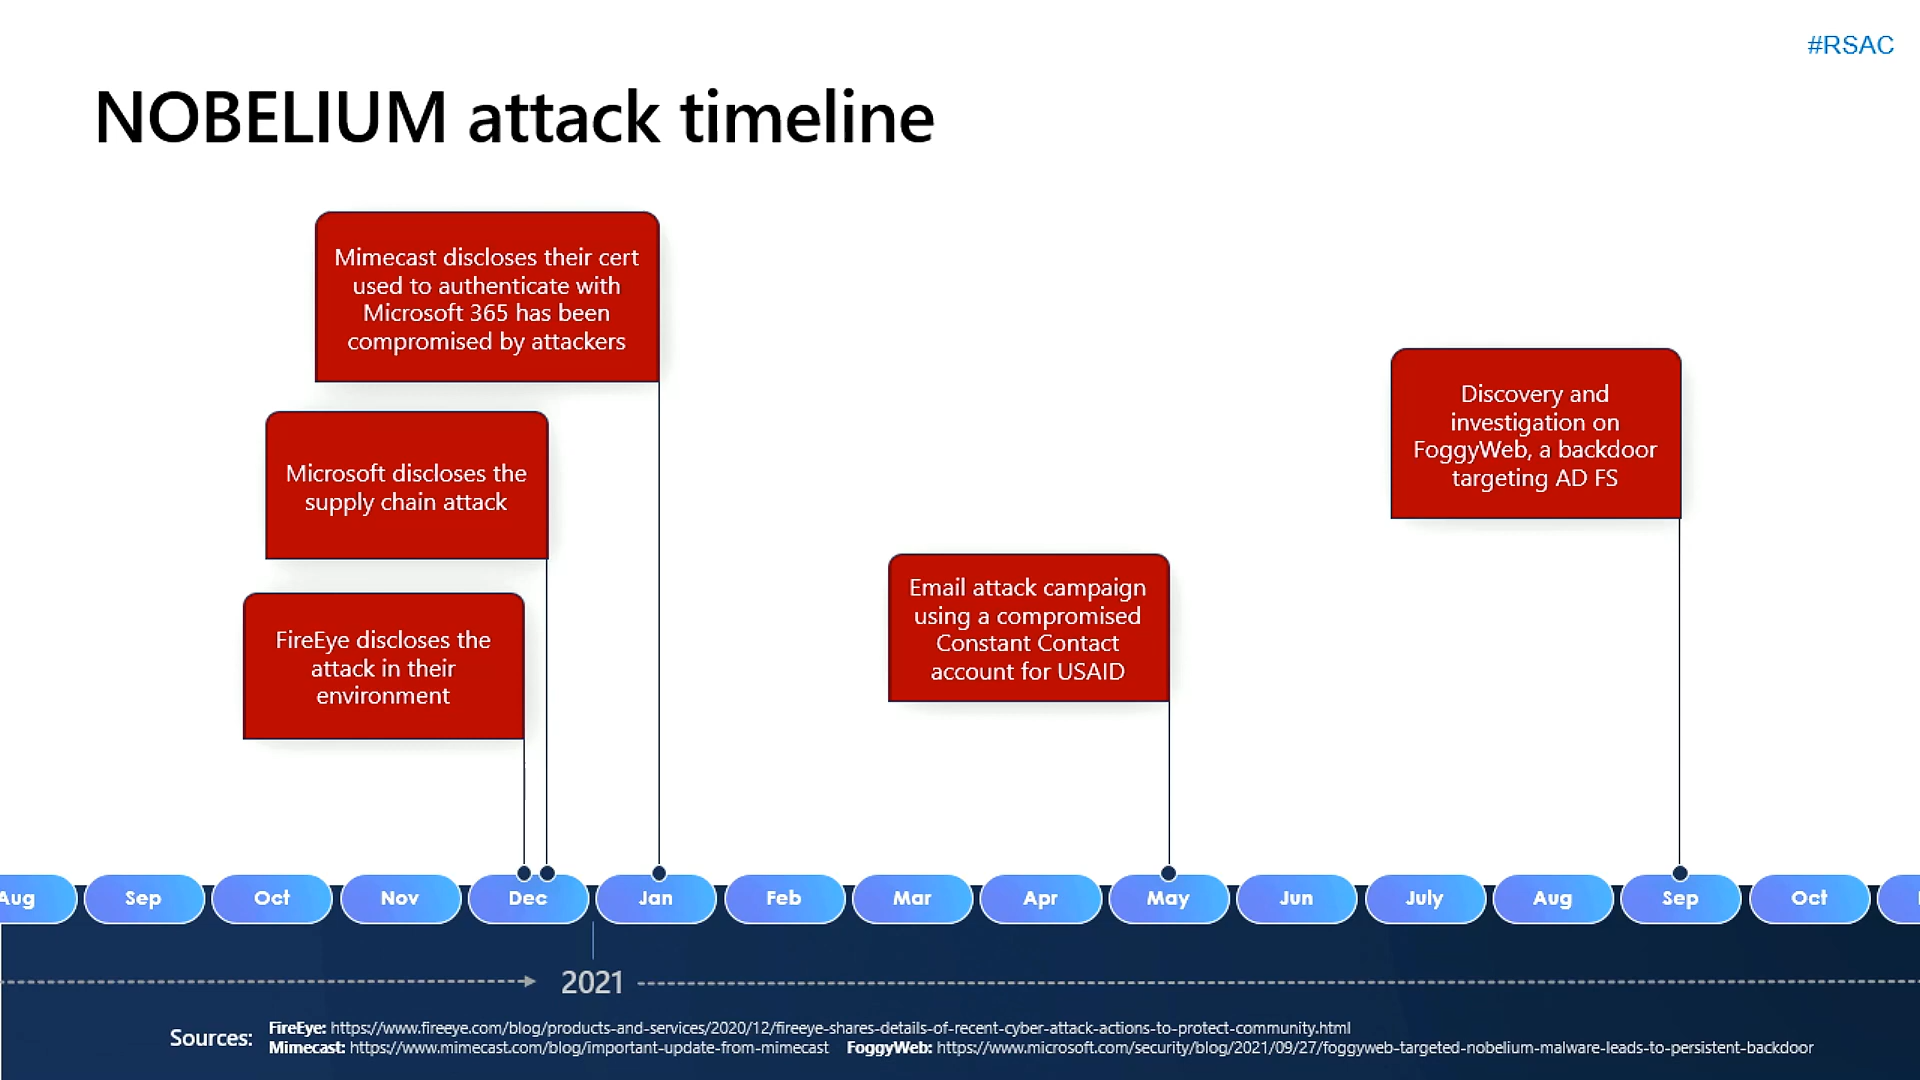 #RSAC
NOBELIUM attack timeline
Mimecast discloses their cert
used to authenticate with
Microsoft 365 has been
compromised by attackers
Microsoft discloses the
supply chain attack
FireEye discloses the
attack in their
environment
Email attack campaign
using a compromised
Constant Contact
account for USAID
Discovery and
investigation on
FoggyWeb, a backdoor
targeting AD FS
Aug Sep Oct Nov Dec Jan Feb Mar Apr May Jun July Aug Sep Oct
2021
Sources:
FireEye: https://www.fireeye.com/blog/products-and-services/2020/12/fireeye-shares-details-of-recent-cyber-attack-actions-to-protect-community.html
Mimecast: https://www.mimecast.com/blog/important-update-from-mimecast FoggyWeb: https://www.microsoft.com/security/blog/2021/09/27/foggyweb-targeted-nobelium-malware-leads-to-persistent-backdoor